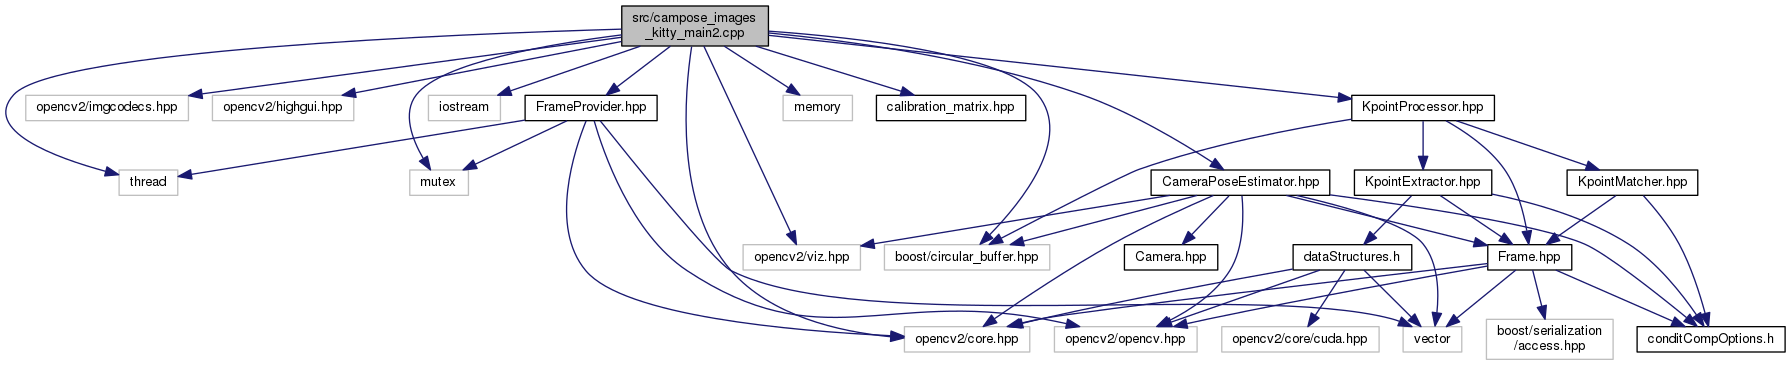 src/campose_images
_kitty_main2.cpp
opencv2/imgcodecs.hpp
opencv2/highgui.hpp
iostream
FrameProvider.hpp
memory
calibration_matrix.hpp
KpointProcessor.hpp
thread
mutex
CameraPoseEstimator.hpp
KpointExtractor.hpp
KpointMatcher.hpp
opencv2/viz.hpp
boost/circular_buffer.hpp
Camera.hpp
dataStructures.h
Frame.hpp
opencv2/core.hpp
opencv2/opencv.hpp
opencv2/core/cuda.hpp
vector
boost/serialization
/access.hpp
conditCompOptions.h